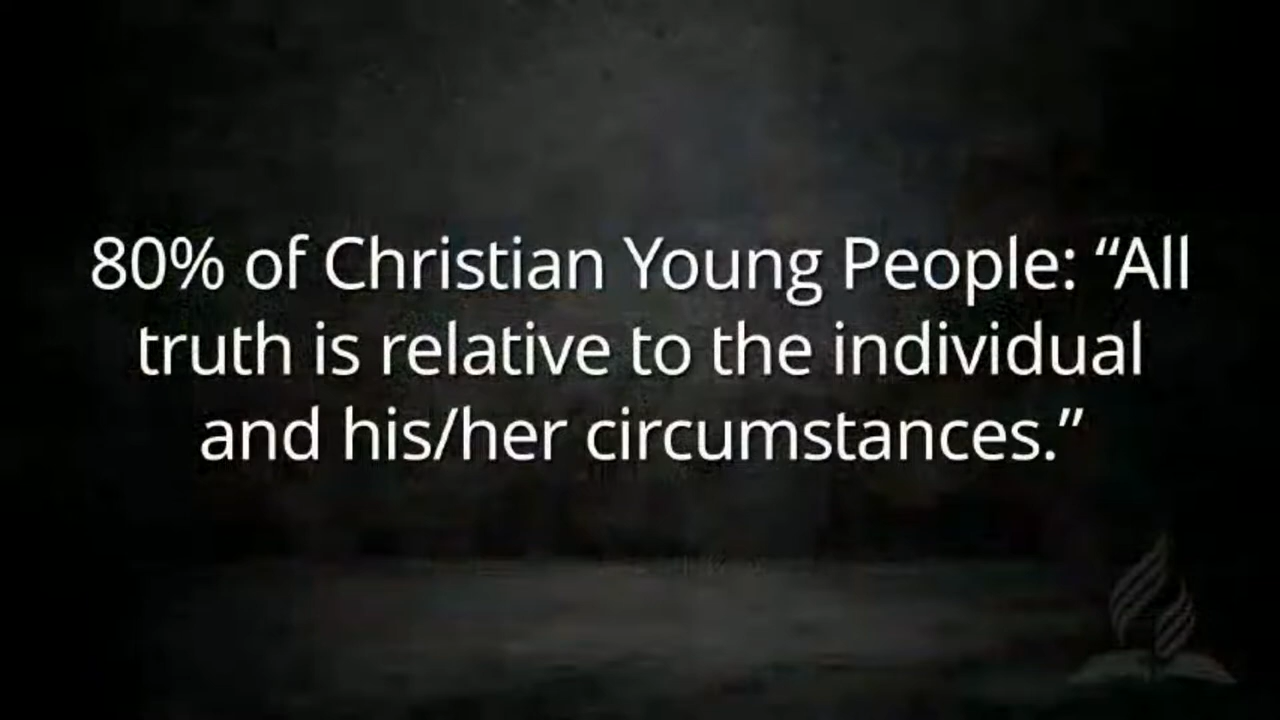 80% of Christian Young People: “All
truth is relative to the individual
and his/her circumstances.”